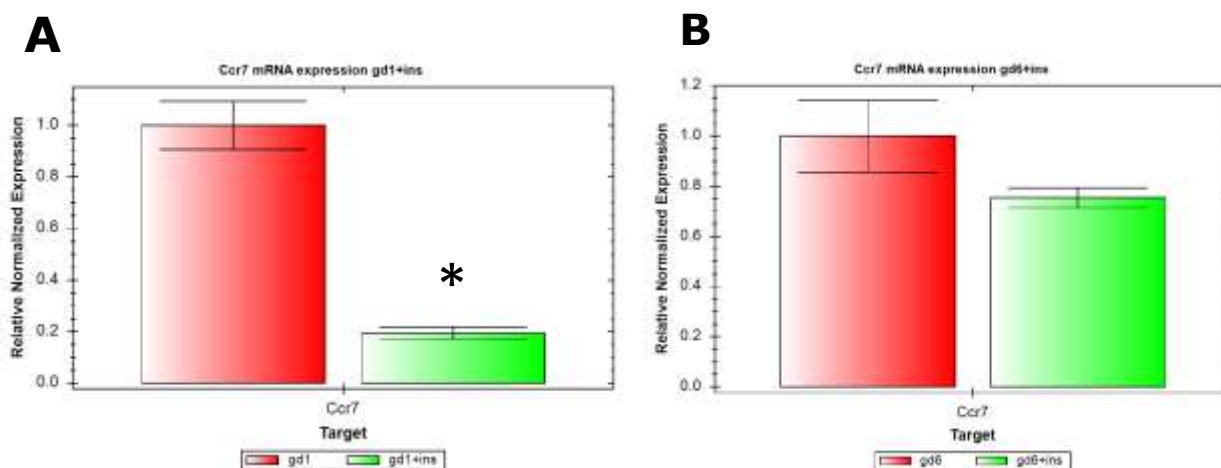 A
Ccr7 mRNA expression gd1+ins
Relative Normalized Expression
1.0
0.8
0.6
0.4
0.2
0.0
*
Ccr7
Target
gd1 gd1+ins
B
Ccr7 mRNA expression gd6+ins
Relative Normalized Expression
1.2
1.0
0.8
0.6
0.4
0.2
0.0
Ccr7
Target
gd6 gd6+ins